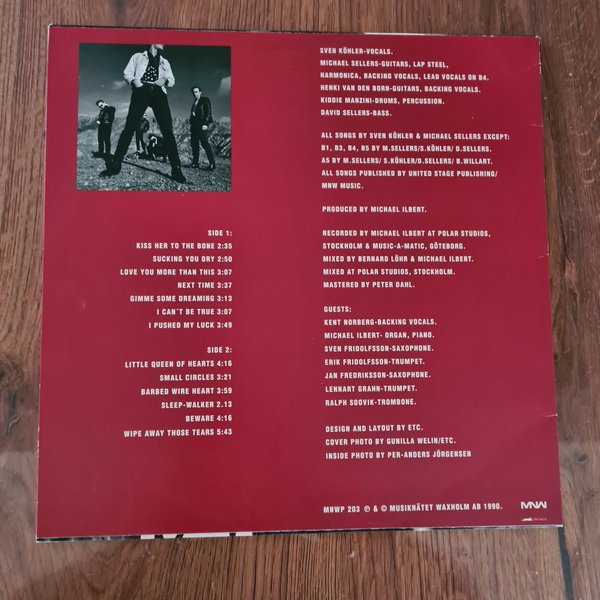 SVEN KÖHLER-VOCALS.
MICHAEL SELLERS-GUITARS, LAP STEEL,
HARMONICA, BACKING VOCALS, LEAD VOCALS ON B4.
HENKI VAN DEN BORN-GUITARS, BACKING VOCALS.
KIDDIE MANZINI-DRUMS, PERCUSSION.
DAVID SELLERS-BASS.
ALL SONGS BY SVEN KÖHLER & MICHAEL SELLERS EXCEPT:
B1, B3, B4, B5 BY M.SELLERS/S.KÖHLER/ D.SELLERS.
A5 BY M.SELLERS/ S.KÖHLER/D.SELLERS/ B.WILLART.
ALL SONGS PUBLISHED BY UNITED STAGE PUBLISHING/
MNW MUSIC.
PRODUCED BY MICHAEL ILBERT.
RECORDED BY MICHAEL ILBERT AT POLAR STUDIOS,
STOCKHOLM & MUSIC-A-MATIC, GÖTEBORG.
MIXED BY BERNARD LÖHR & MICHAEL ILBERT.
MIXED AT POLAR STUDIOS, STOCKHOLM.
MASTERED BY PETER DAHL.
GUESTS:
KENT NORBERG-BACKING VOCALS.
MICHAEL ILBERT- ORGAN, PIANO.
SVEN FRIDOLFSSON-SAXOPHONE.
ERIK FRIDOLFSSON-TRUMPET.
JAN FREDRIKSSON-SAXOPHONE.
LENNART GRAHN-TRUMPET.
RALPH SOOVIK-TROMBONE.
DESIGN AND LAYOUT BY ETC.
COVER PHOTO BY GUNILLA WELIN/ETC.
INSIDE PHOTO BY PER-ANDERS JÖRGENSEN
SIDE 1:
KISS HER TO THE BONE 2:35
SUCKING YOU DRY 2:50
LOVE YOU MORE THAN THIS 3:07
NEXT TIME 3:37
GIMME SOME DREAMING 3:13
I CAN´T BE TRUE 3:07
I PUSHED MY LUCK 3:49
SIDE 2:
LITTLE QUEEN OF HEARTS 4:16
SMALL CIRCLES 3:21
BARBED WIRE HEART 3:59
SLEEP-WALKER 2.13
BEWARE 4:16
WIPE AWAY THOSE TEARS 5:43
MNWP 203 ℗ & © MUSIKNÄTET WAXHOLM AB 1990.
MNW